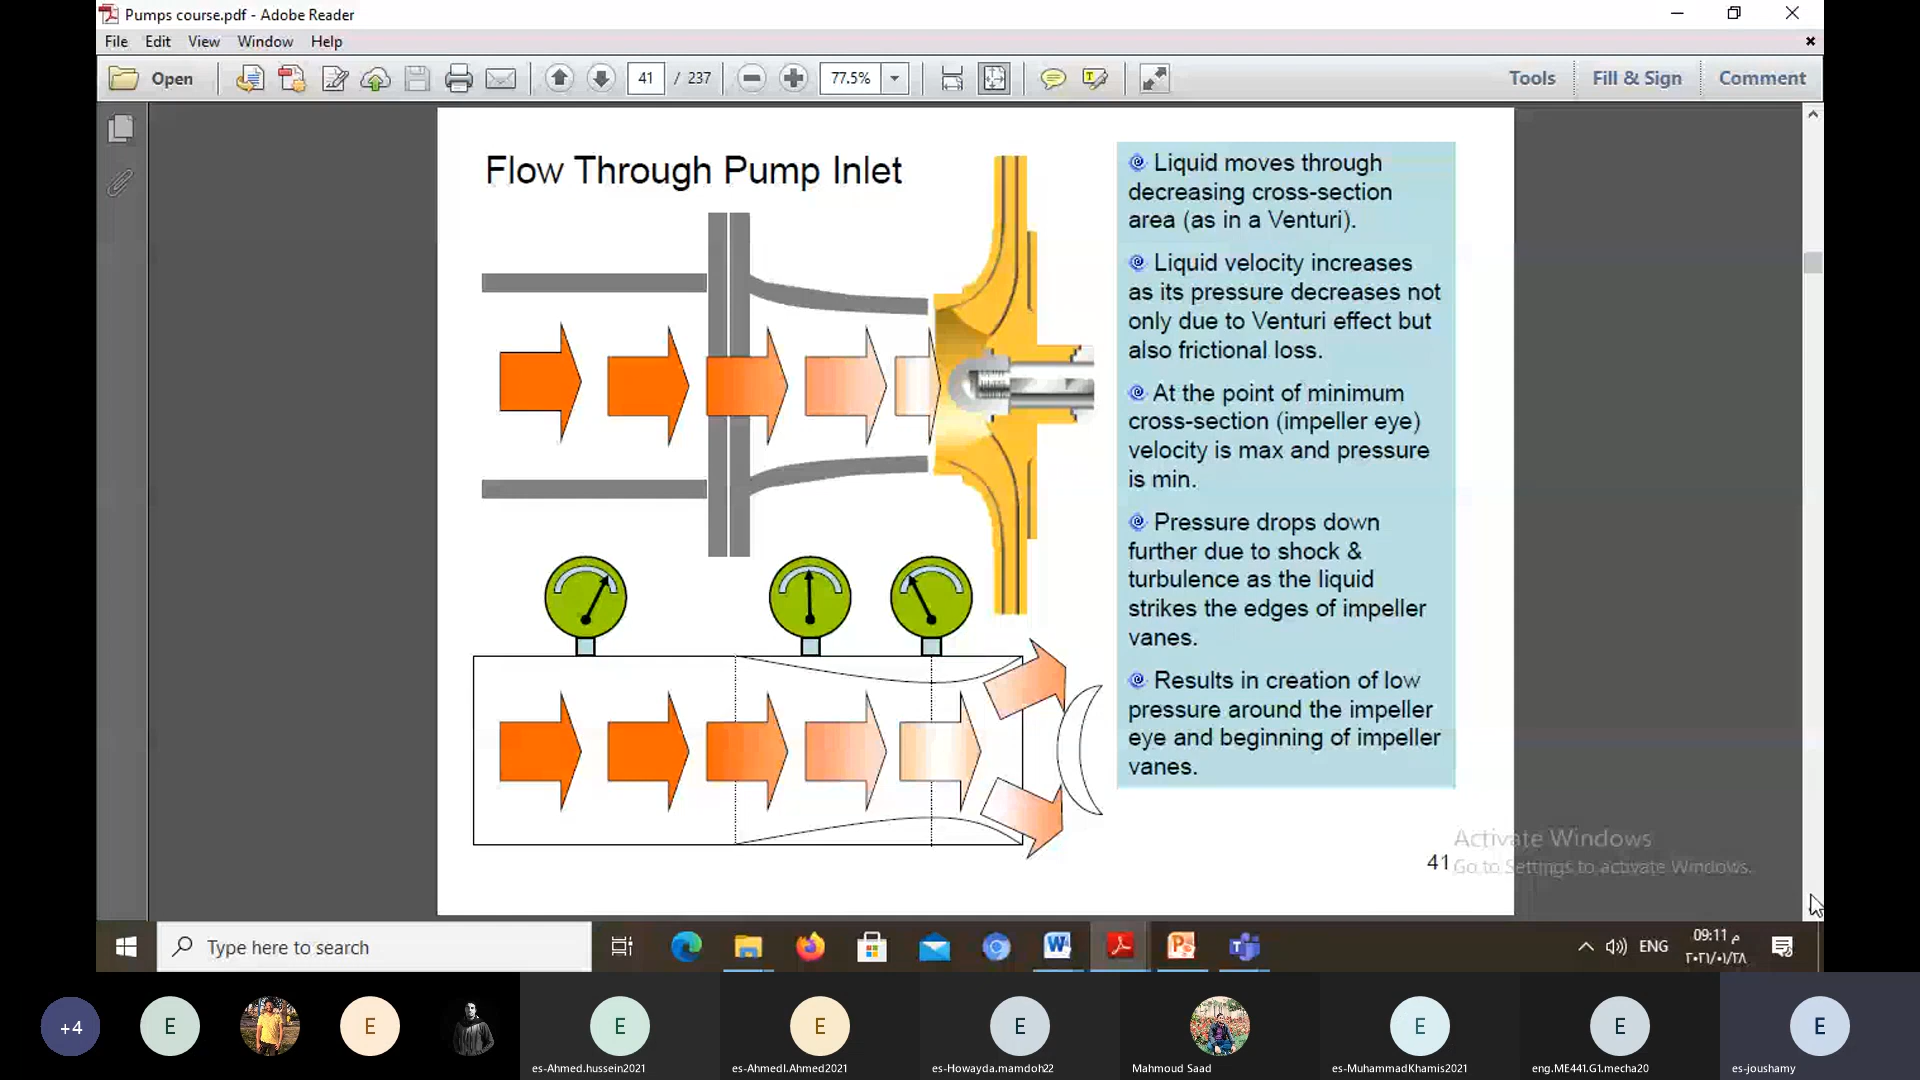 Pumps course.pdf - Adobe Reader
File Edit View Window Help
Open 41 / 237 77.5% Tools Fill & Sign Comment
Flow Through Pump Inlet
Liquid moves through
decreasing cross-section
area (as in a Venturi).
Liquid velocity increases
as its pressure decreases not
only due to Venturi effect but
also frictional loss.
At the point of minimum
cross-section (impeller eye)
velocity is max and pressure
is min.
Pressure drops down
further due to shock &
turbulence as the liquid
strikes the edges of impeller
vanes.
Results in creation of low
pressure around the impeller
eye and beginning of impeller
vanes.
41
Activate Windows
Go to Settings to activate Windows.
Type here to search
ENG
09:11 م
٢٠٢١/٠١/٢٨
+4 E E E E E E E E
es-Ahmed.hussein2021 es-AhmedI.Ahmed2021 es-Howayda.mamdoh22 Mahmoud Saad es-MuhammadKhamis2021 eng.ME441.G1.mecha20 es-joushamy